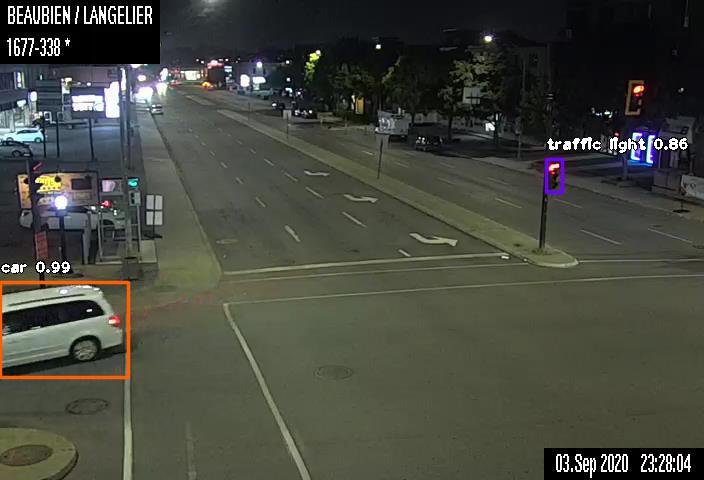 BEAUBIEN / LANGELIER
1677-338 *
traffic light 0.86
car 0.99
03.Sep 2020 23:28:04